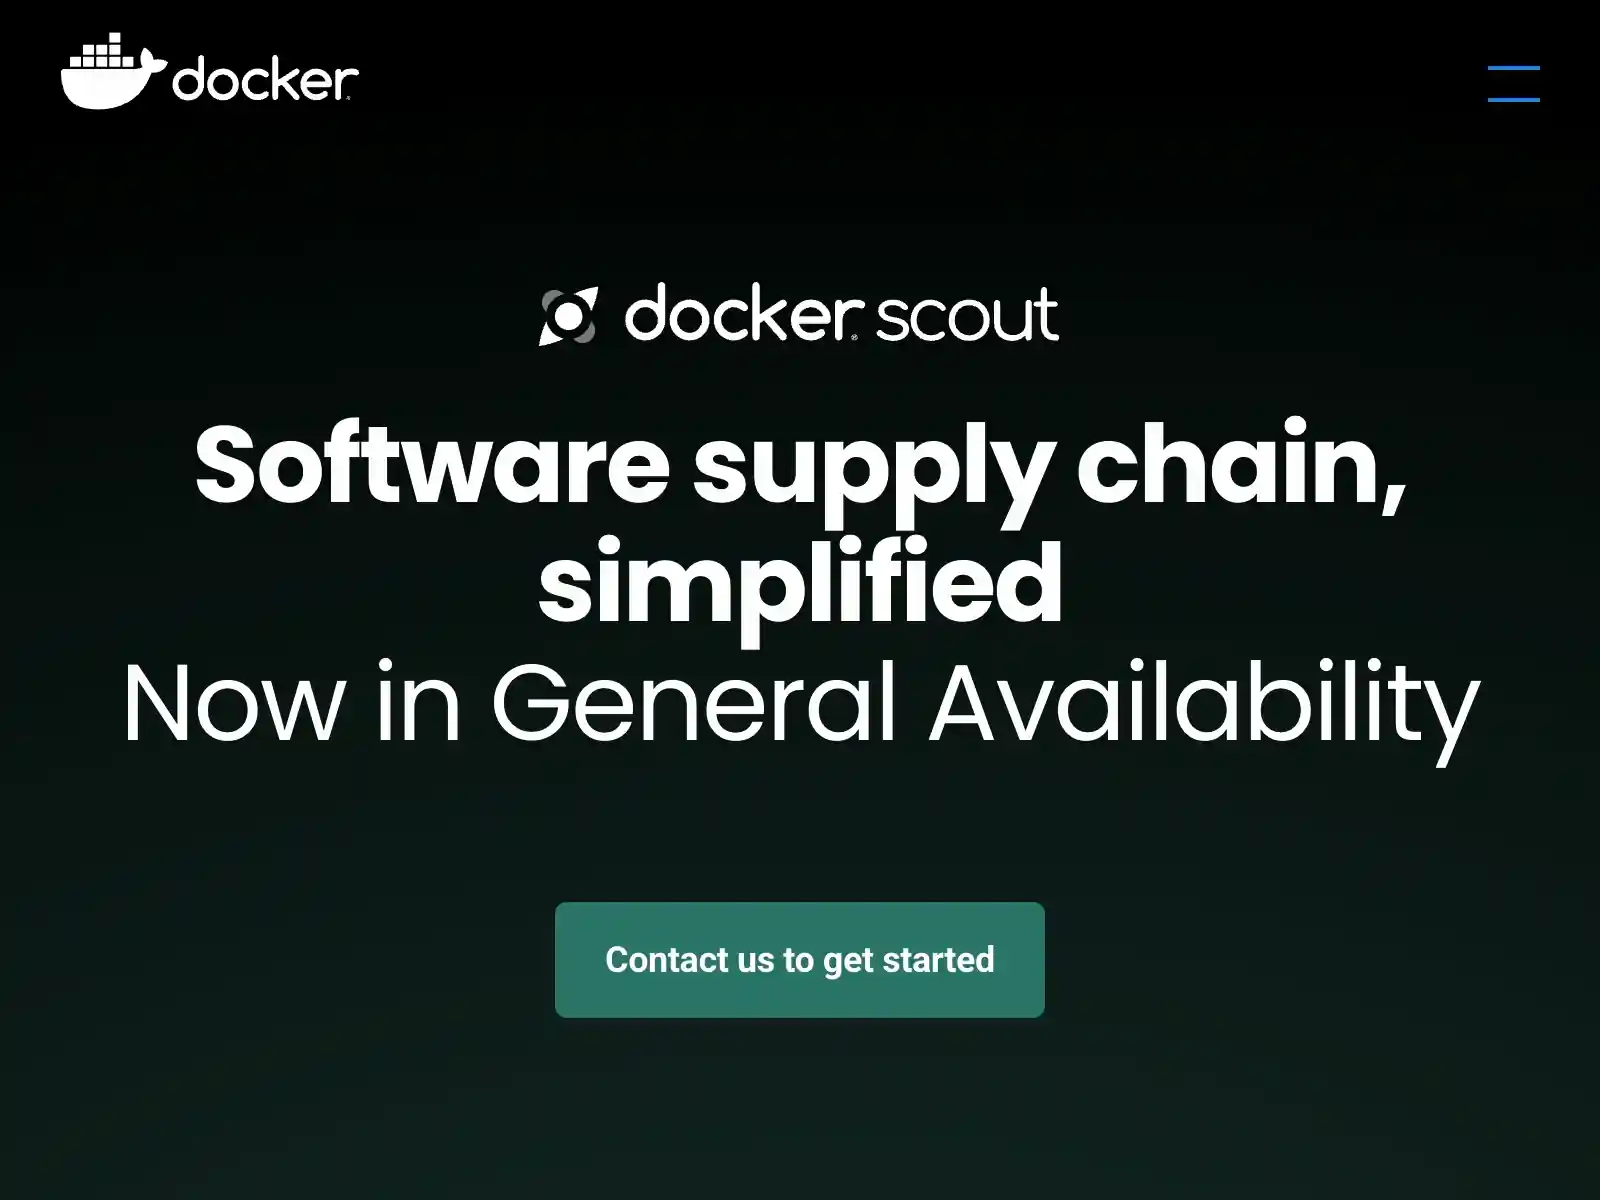 docker
docker scout
Software supply chain,
simplified
Now in General Availability
Contact us to get started